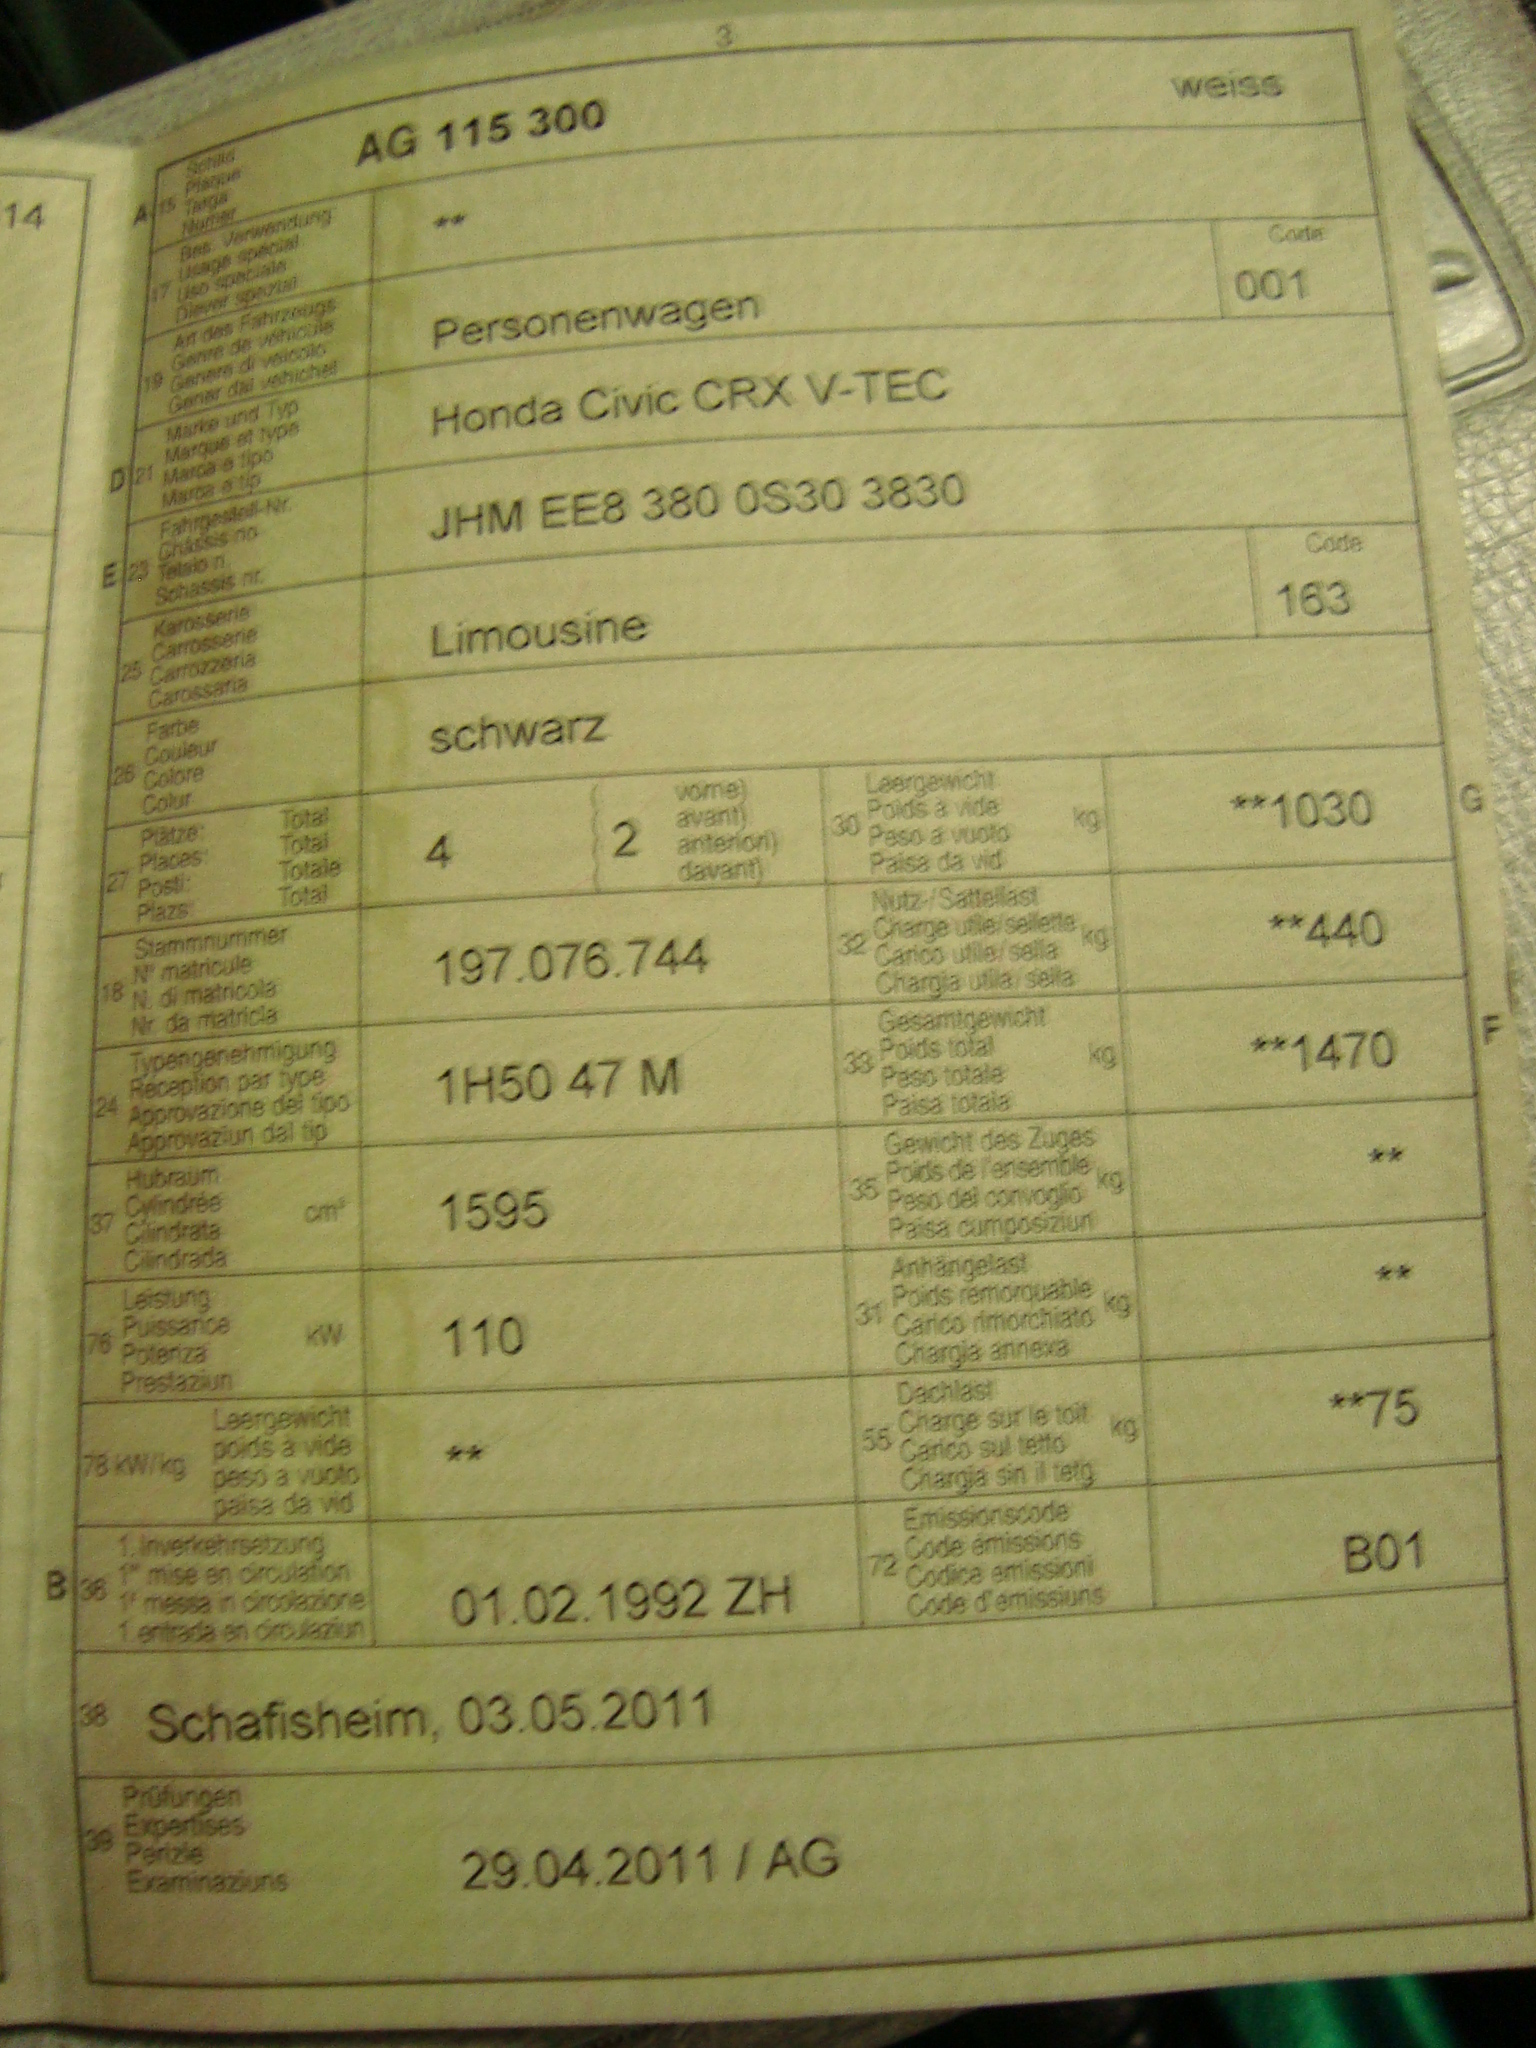 3
14
A 15 Schild
Plaque
Targa
Numer
AG 115 300
weiss
17 Bes. Verwendung
Usage spécial
Uso speciale
Diever spezial
**
19 Art des Fahrzeugs
Genre de véhicule
Genere di veicolo
Gener dal vehichel
Personenwagen
Code
001
D 21 Marke und Typ
Marque et type
Marca e tipo
Marca e tip
Honda Civic CRX V-TEC
E 23 Fahrgestell-Nr.
Châssis no
Telaio n.
Schassis nr.
JHM EE8 380 0S30 3830
25 Karosserie
Carrosserie
Carrozzeria
Carossaria
Limousine
Code
163
26 Farbe
Couleur
Colore
Colur
schwarz
27 Plätze: Total
Places: Total
Posti: Totale
Plazs: Total
4
2
vorne)
avant)
anteriori)
davant)
30 Leergewicht
Poids à vide
Peso a vuoto
Paisa da vid
kg
**1030
G
18 Stammnummer
N° matricule
N. di matricola
Nr. da matricla
197.076.744
32 Nutz-/Sattellast
Charge utile/sellette
Carico utile/sella
Chargia utila/sella
kg
**440
24 Typengenehmigung
Réception par type
Approvazione del tipo
Approvaziun dal tip
1H50 47 M
33 Gesamtgewicht
Poids total
Peso totale
Paisa totala
kg
**1470
F
37 Hubraum
Cylindrée
Cilindrata
Cilindrada
cm³
1595
35 Gewicht des Zuges
Poids de l'ensemble
Peso del convoglio
Paisa cumposiziun
kg
**
76 Leistung
Puissance
Potenza
Prestaziun
kW
110
31 Anhängelast
Poids remorquable
Carico rimorchiato
Chargia annexa
kg
**
78 kW/kg
Leergewicht
poids à vide
peso a vuoto
paisa da vid
**
55 Dachlast
Charge sur le toit
Carico sul tetto
Chargia sin il tetg
kg
**75
B 36 1. Inverkehrsetzung
1re mise en circulation
1a messa in circolazione
1. entrada en circulaziun
01.02.1992 ZH
72 Emissionscode
Code émissions
Codice emissioni
Code d'emissiuns
B01
38 Schafisheim, 03.05.2011
39 Prüfungen
Expertises
Perizie
Examinaziuns
29.04.2011 / AG